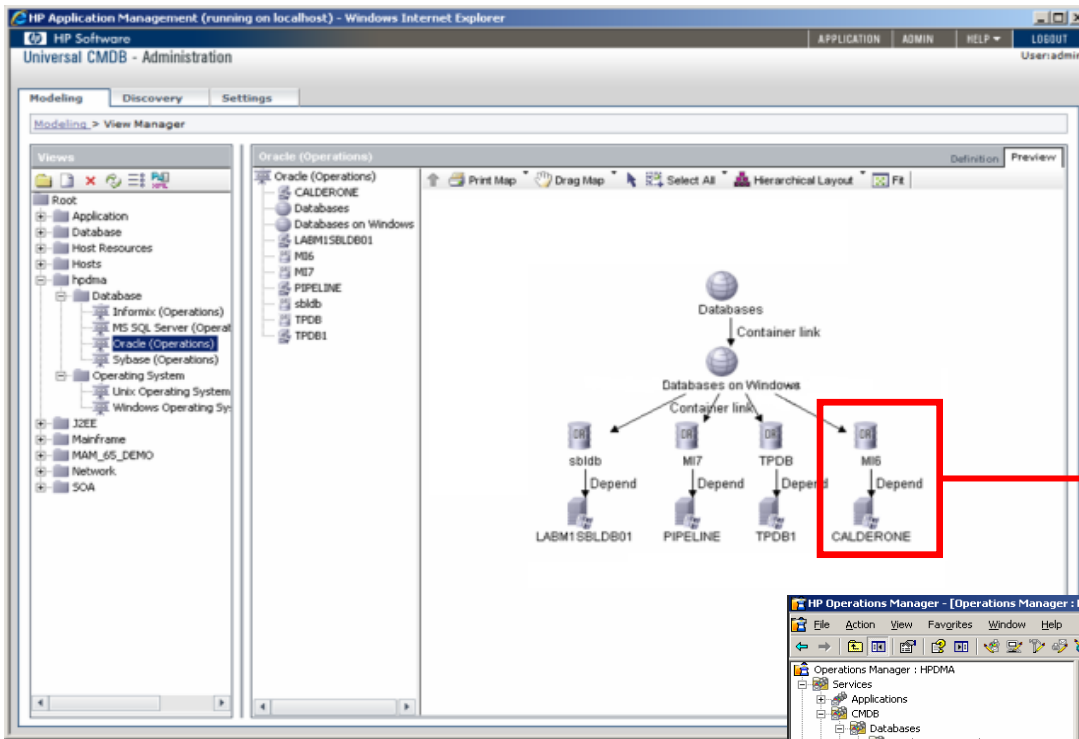 HP Application Management (running on localhost) - Windows Internet Explorer
HP Software
APPLICATION ADMIN HELP LOGOUT
Universal CMDB - Administration
User:admin
Modeling Discovery Settings
Modeling > View Manager
Views
Root
Application
Database
Host Resources
Hosts
hpdma
Database
Informix (Operations)
MS SQL Server (Operat
Oracle (Operations)
Sybase (Operations)
Operating System
Unix Operating System
Windows Operating Sy
J2EE
Mainframe
MAM_65_DEMO
Network
SOA
Oracle (Operations)
Definition Preview
Oracle (Operations)
CALDERONE
Databases
Databases on Windows
LABM1SBLDB01
MI6
MI7
PIPELINE
sbldb
TPDB
TPDB1
Print Map Drag Map Select All Hierarchical Layout Fit
Databases
Container link
Databases on Windows
Container link
OR OR OR OR
sbldb MI7 TPDB MI6
Depend Depend Depend Depend
LABM1SBLDB01 PIPELINE TPDB1 CALDERONE
HP Operations Manager - [Operations Manager :
File Action View Favorites Window Help
Operations Manager : HPDMA
Services
Applications
CMDB
Databases